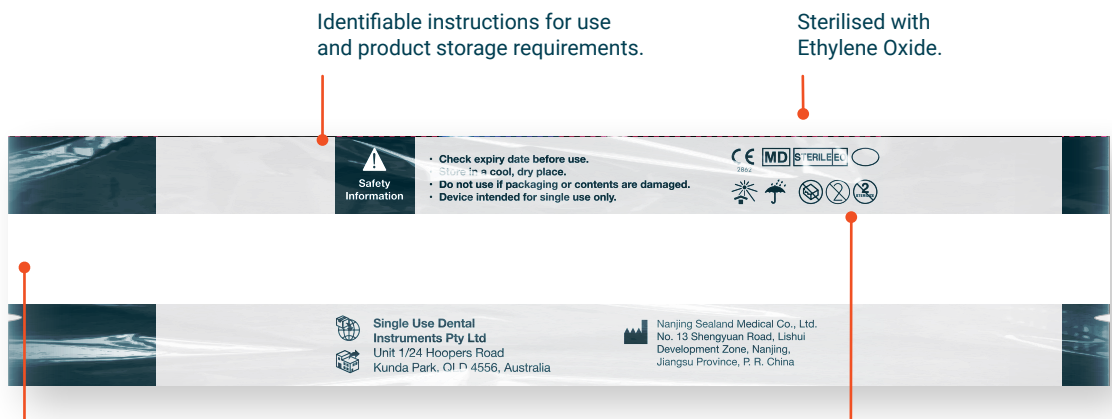 Identifiable instructions for use
and product storage requirements.
Sterilised with
Ethylene Oxide.
Safety
Information
· Check expiry date before use.
· Store in a cool, dry place.
· Do not use if packaging or contents are damaged.
· Device intended for single use only.
CE MD STERILE EO
2862
2
STERILIZE
Single Use Dental
Instruments Pty Ltd
Unit 1/24 Hoopers Road
Kunda Park. QLD 4556, Australia
Nanjing Sealand Medical Co., Ltd.
No. 13 Shengyuan Road, Lishui
Development Zone, Nanjing,
Jiangsu Province, P. R. China